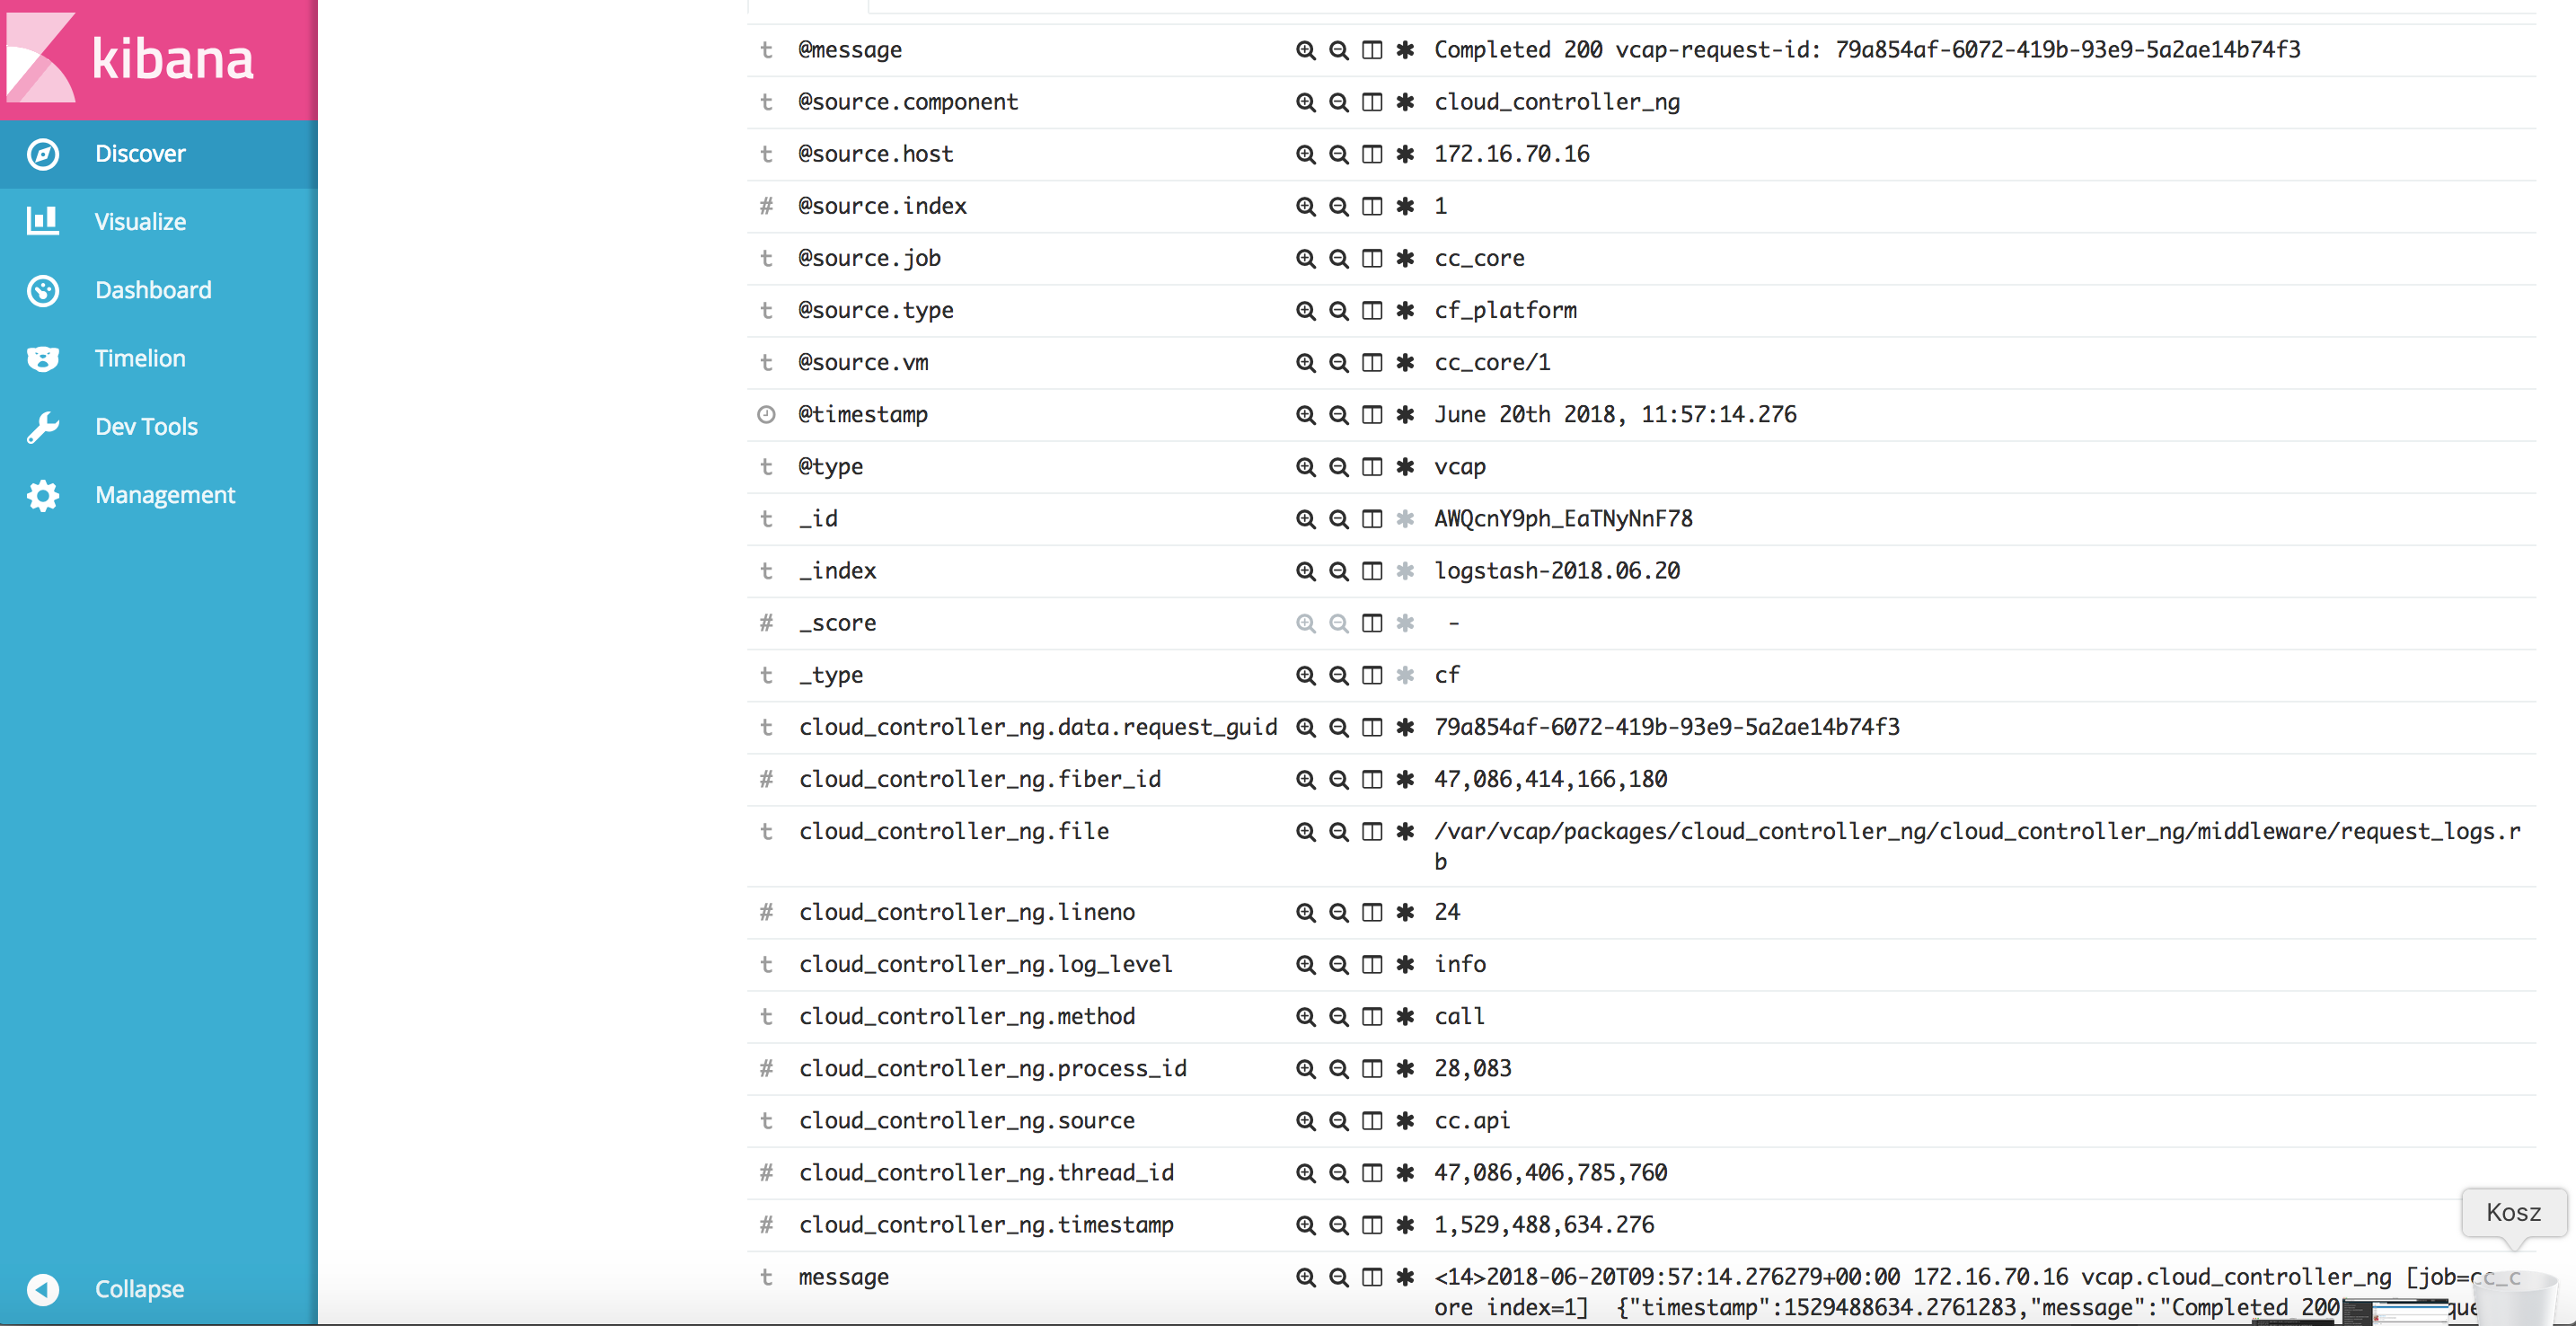 kibana
Discover
Visualize
Dashboard
Timelion
Dev Tools
Management
Collapse
t @message Completed 200 vcap-request-id: 79a854af-6072-419b-93e9-5a2ae14b74f3
t @source.component cloud_controller_ng
t @source.host 172.16.70.16
# @source.index 1
t @source.job cc_core
t @source.type cf_platform
t @source.vm cc_core/1
@timestamp June 20th 2018, 11:57:14.276
t @type vcap
t _id AWQcnY9ph_EaTNyNnF78
t _index logstash-2018.06.20
# _score -
t _type cf
t cloud_controller_ng.data.request_guid 79a854af-6072-419b-93e9-5a2ae14b74f3
# cloud_controller_ng.fiber_id 47,086,414,166,180
t cloud_controller_ng.file /var/vcap/packages/cloud_controller_ng/cloud_controller_ng/middleware/request_logs.r
b
# cloud_controller_ng.lineno 24
t cloud_controller_ng.log_level info
t cloud_controller_ng.method call
# cloud_controller_ng.process_id 28,083
t cloud_controller_ng.source cc.api
# cloud_controller_ng.thread_id 47,086,406,785,760
# cloud_controller_ng.timestamp 1,529,488,634.276
Kosz
t message <14>2018-06-20T09:57:14.276279+00:00 172.16.70.16 vcap.cloud_controller_ng [job=cc_c
ore index=1] {"timestamp":1529488634.2761283,"message":"Completed 200